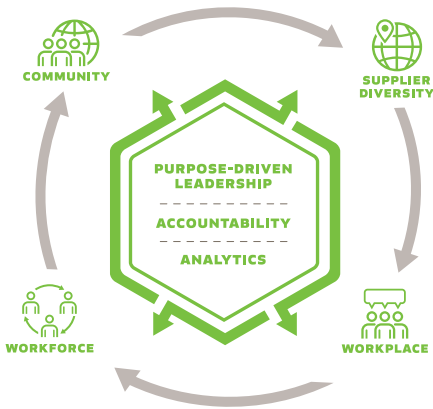 COMMUNITY
SUPPLIER
DIVERSITY
PURPOSE-DRIVEN
LEADERSHIP
ACCOUNTABILITY
ANALYTICS
WORKFORCE
WORKPLACE